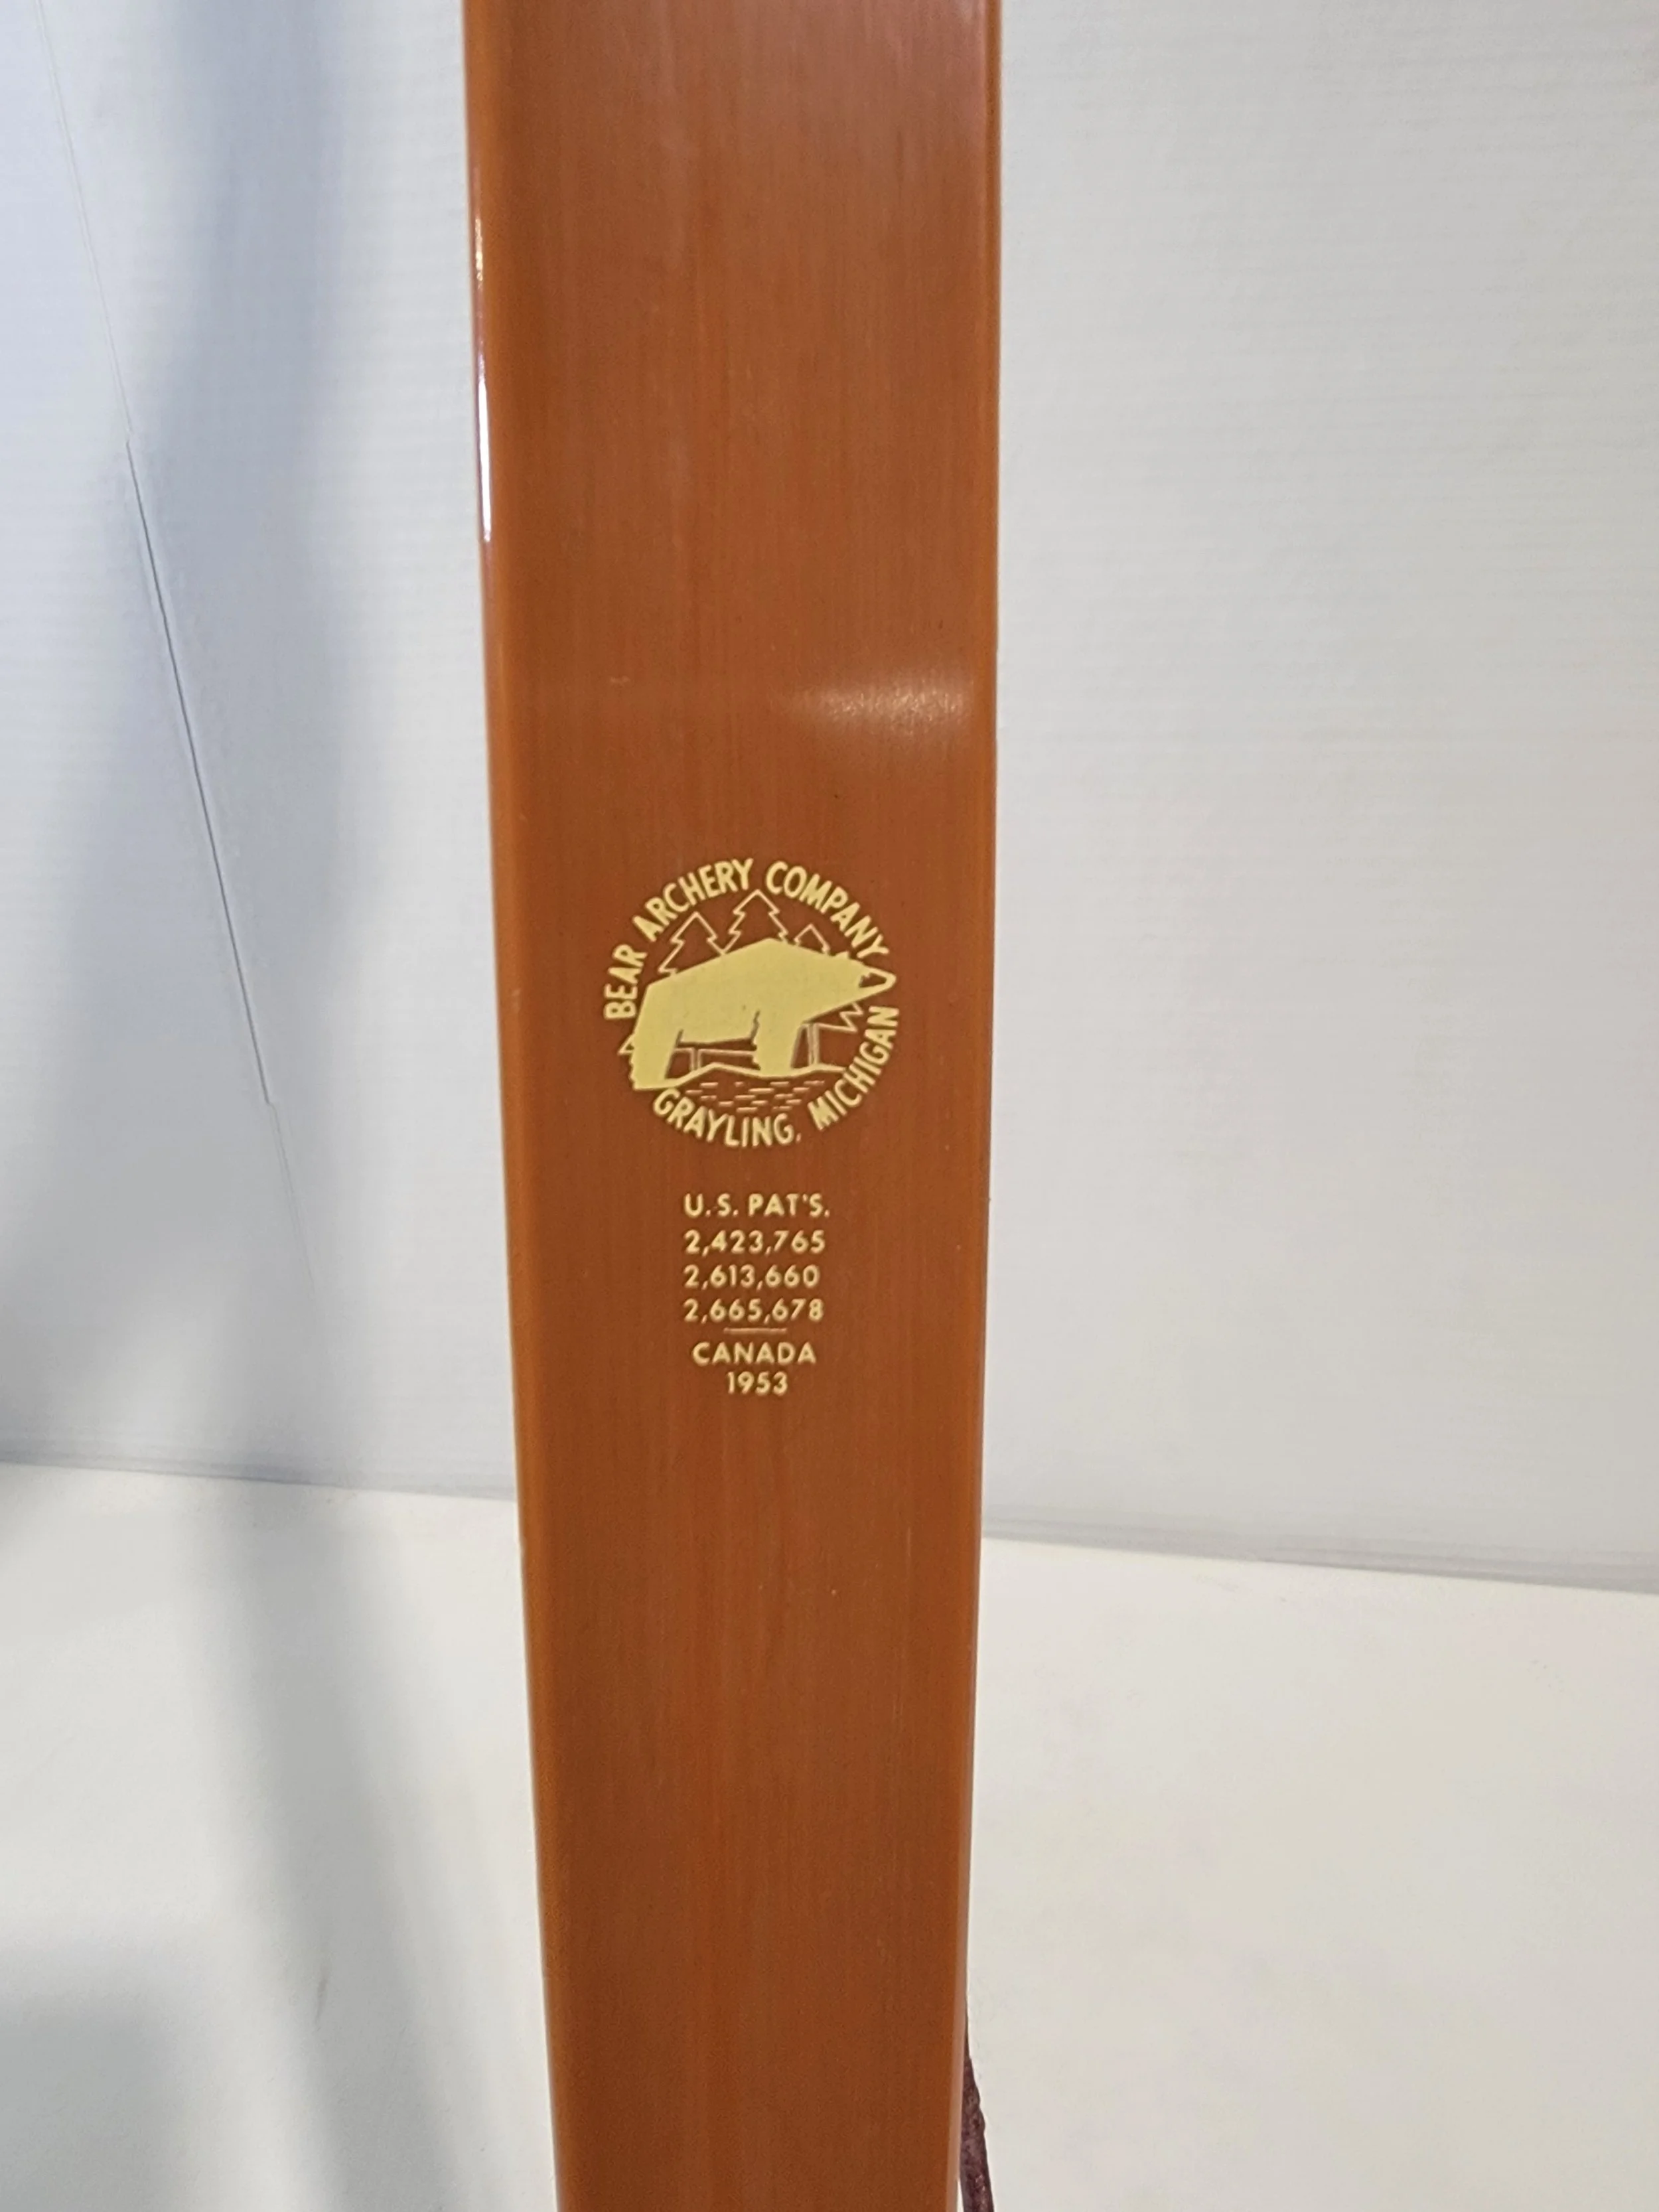 BEAR ARCHERY COMPANY
GRAYLING, MICHIGAN
U.S. PAT'S.
2,423,765
2,613,660
2,665,678
CANADA
1953